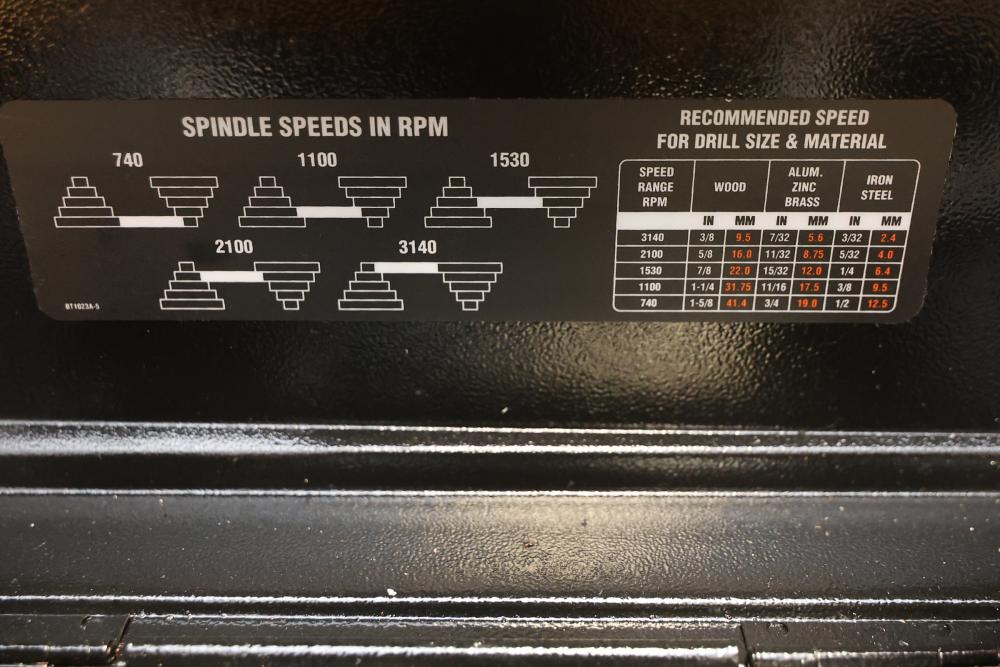 SPINDLE SPEEDS IN RPM
740 1100 1530
2100 3140
BT1023A-5
RECOMMENDED SPEED
FOR DRILL SIZE & MATERIAL
SPEED RANGE RPM WOOD ALUM. ZINC BRASS IRON STEEL
IN MM IN MM IN MM
3140 3/8 9.5 7/32 5.6 3/32 2.4
2100 5/8 16.0 11/32 8.75 5/32 4.0
1530 7/8 22.0 15/32 12.0 1/4 6.4
1100 1-1/4 31.75 11/16 17.5 3/8 9.5
740 1-5/8 41.4 3/4 19.0 1/2 12.5